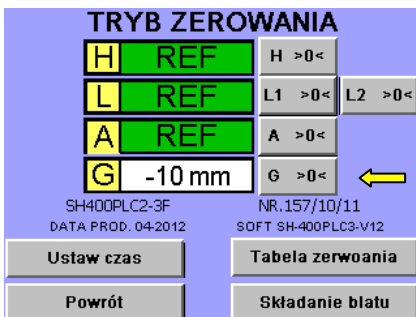 TRYB ZEROWANIA
H REF H >0<
L REF L1 >0< L2 >0<
A REF A >0<
G -10 mm G >0<
SH400PLC2-3F NR.157/10/11
DATA PROD. 04-2012 SOFT SH-400PLC3-V12
Ustaw czas Tabela zerwoania
Powrót Składanie blatu